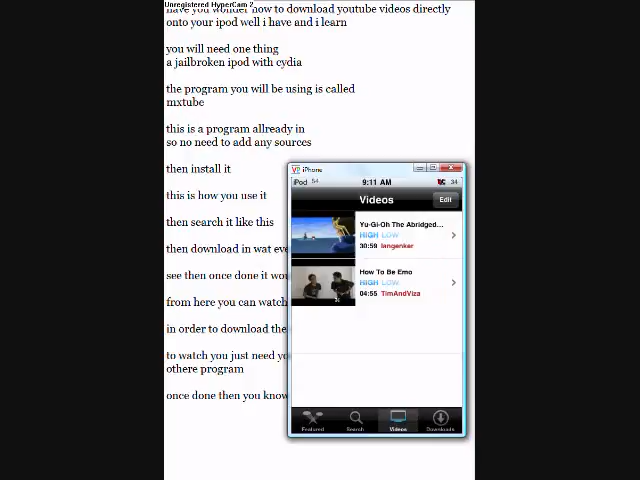 Unregistered HyperCam 2
have you wonder how to download youtube videos directly
onto your ipod well i have and i learn
you will need one thing
a jailbroken ipod with cydia
the program you will be using is called
mxtube
this is a program allready in
so no need to add any sources
then install it
this is how you use it
then search it like this
then download in wat eve
see then once done it wou
from here you can watch
in order to download the
to watch you just need yo
othere program
once done then you know
iPhone
iPod 54
9:11 AM
34
Videos
Edit
Yu-Gi-Oh The Abridged...
HIGH LOW
30:59 langenker
How To Be Emo
HIGH LOW
04:55 TimAndViza
Featured
Search
Videos
Downloads